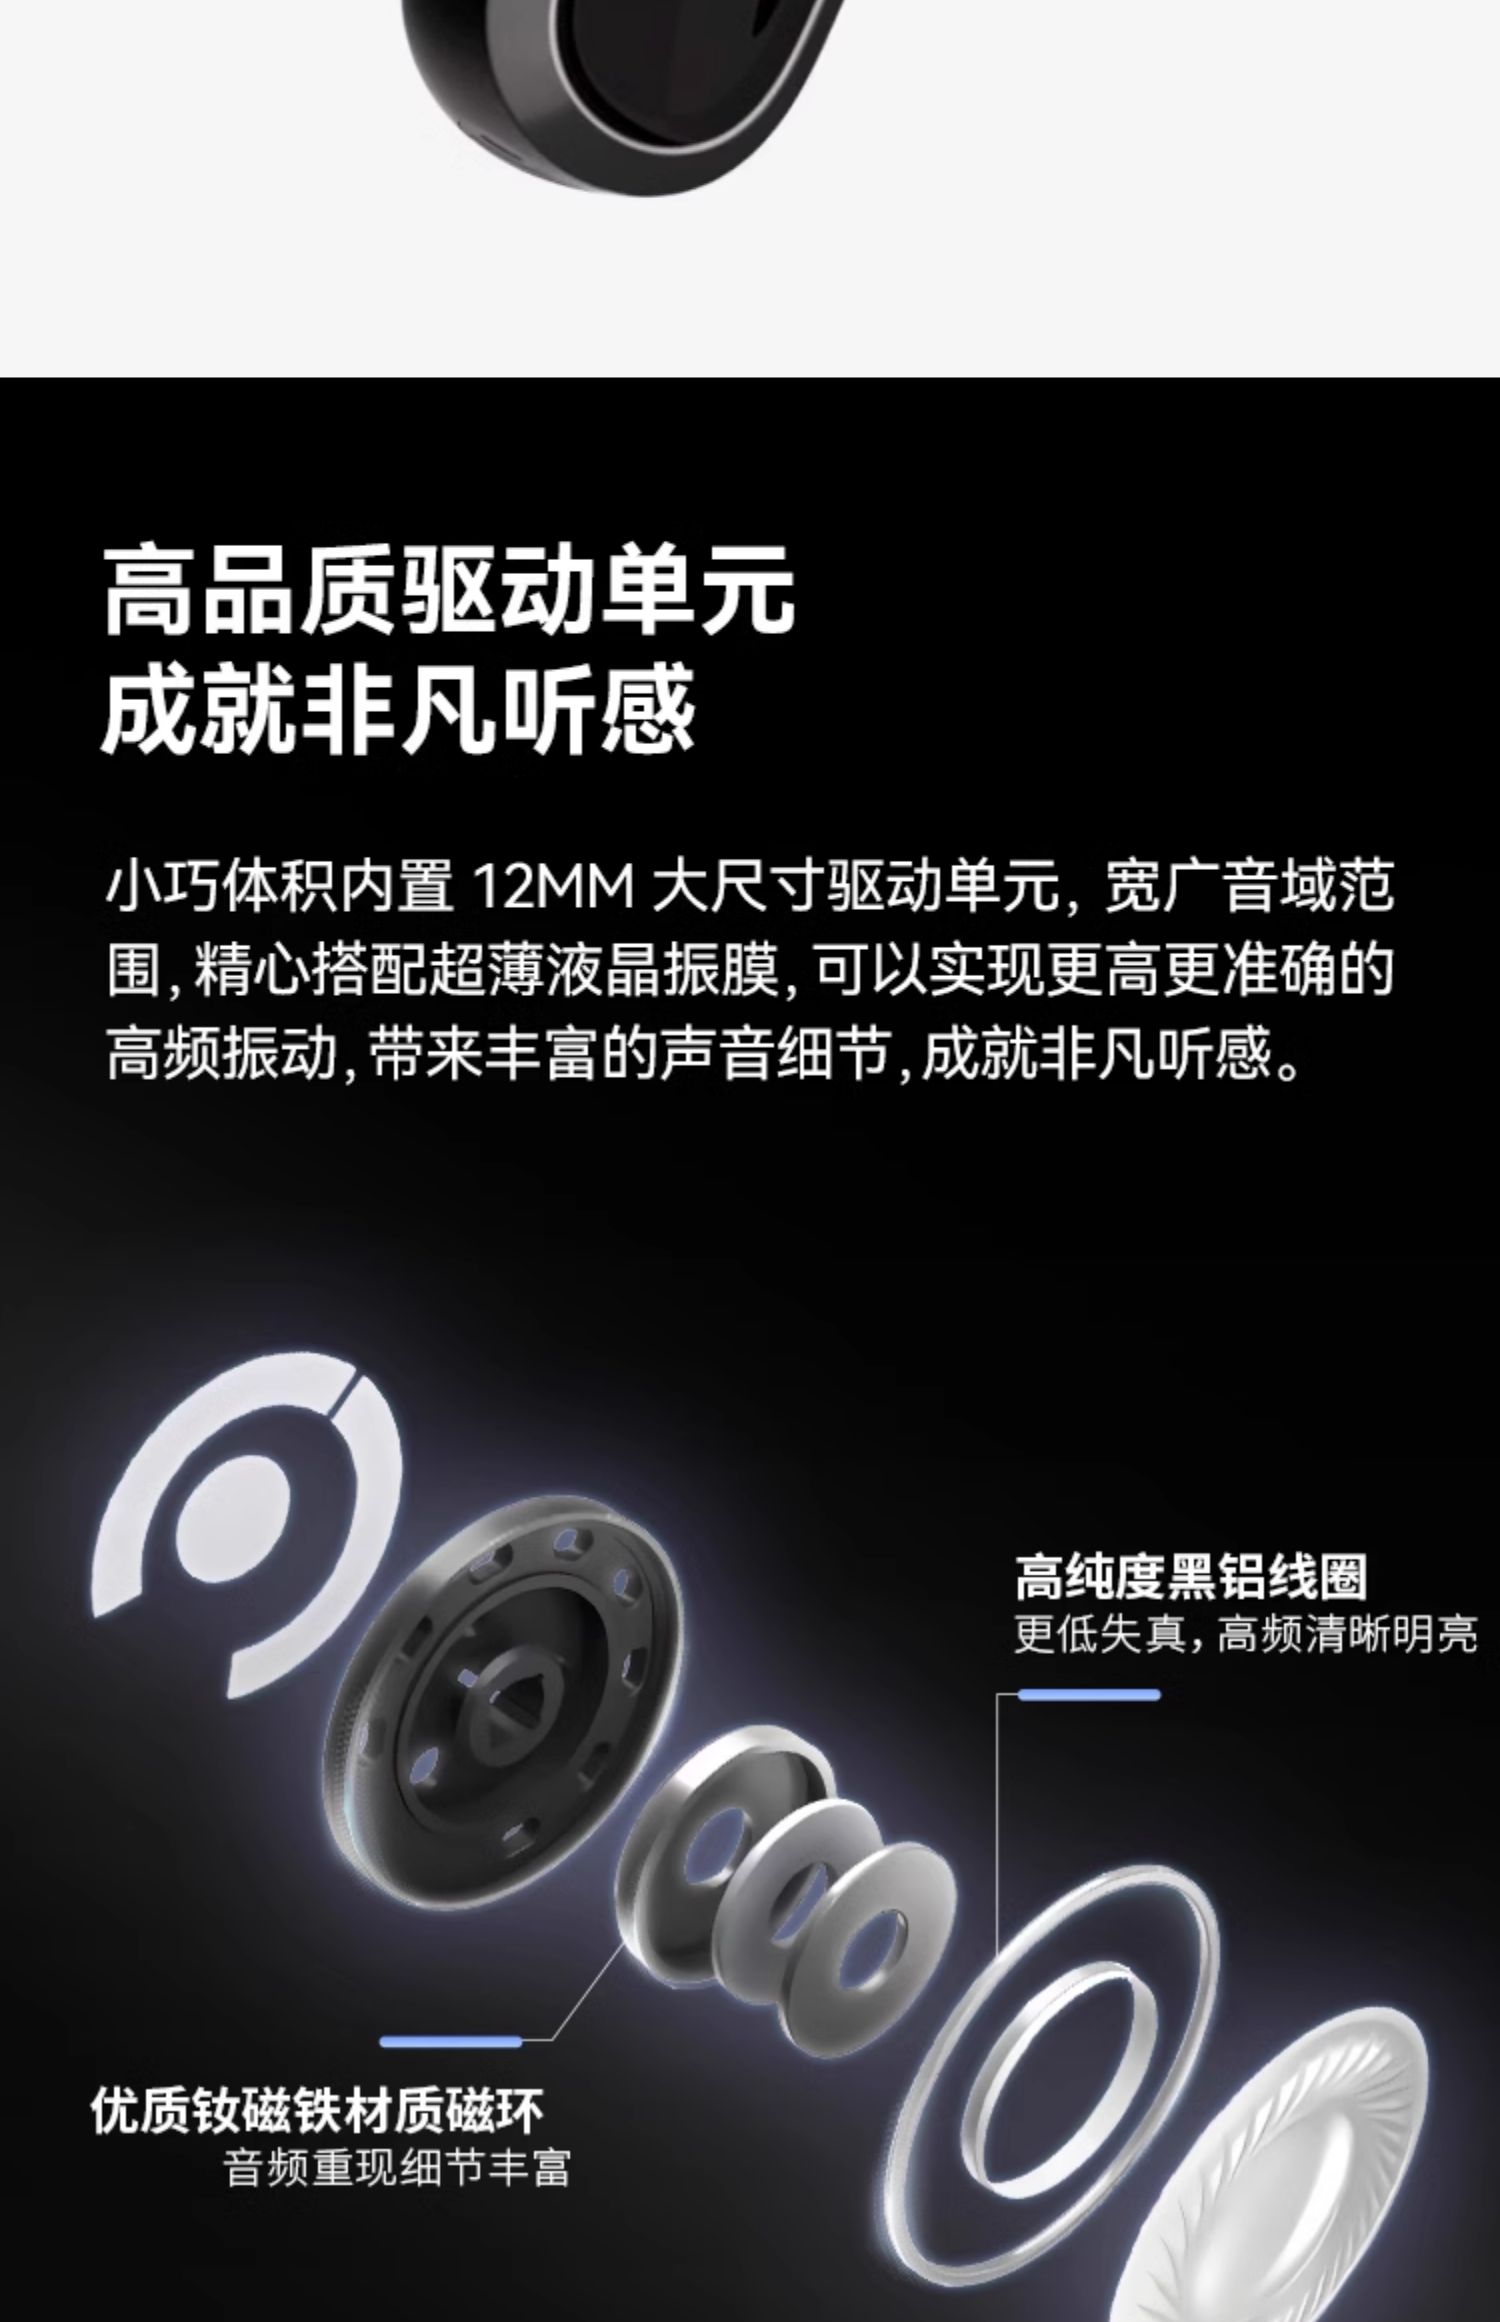 高品质驱动单元
成就非凡听感
小巧体积内置 12MM 大尺寸驱动单元，宽广音域范
围，精心搭配超薄液晶振膜，可以实现更高更准确的
高频振动，带来丰富的声音细节，成就非凡听感。
高纯度黑铝线圈
更低失真，高频清晰明亮
优质钕磁铁材质磁环
音频重现细节丰富